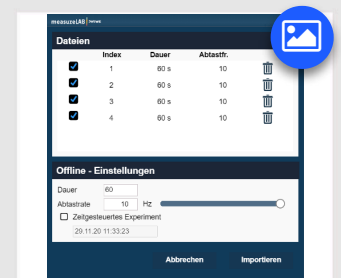 measureLAB
Dateien
Index Dauer Abtastfr.
1 60 s 10
2 60 s 10
3 60 s 10
4 60 s 10
Offline - Einstellungen
Dauer 60
Abtastrate 10 Hz
Zeitgesteuertes Experiment
29.11.20 11:33:23
Abbrechen Importieren